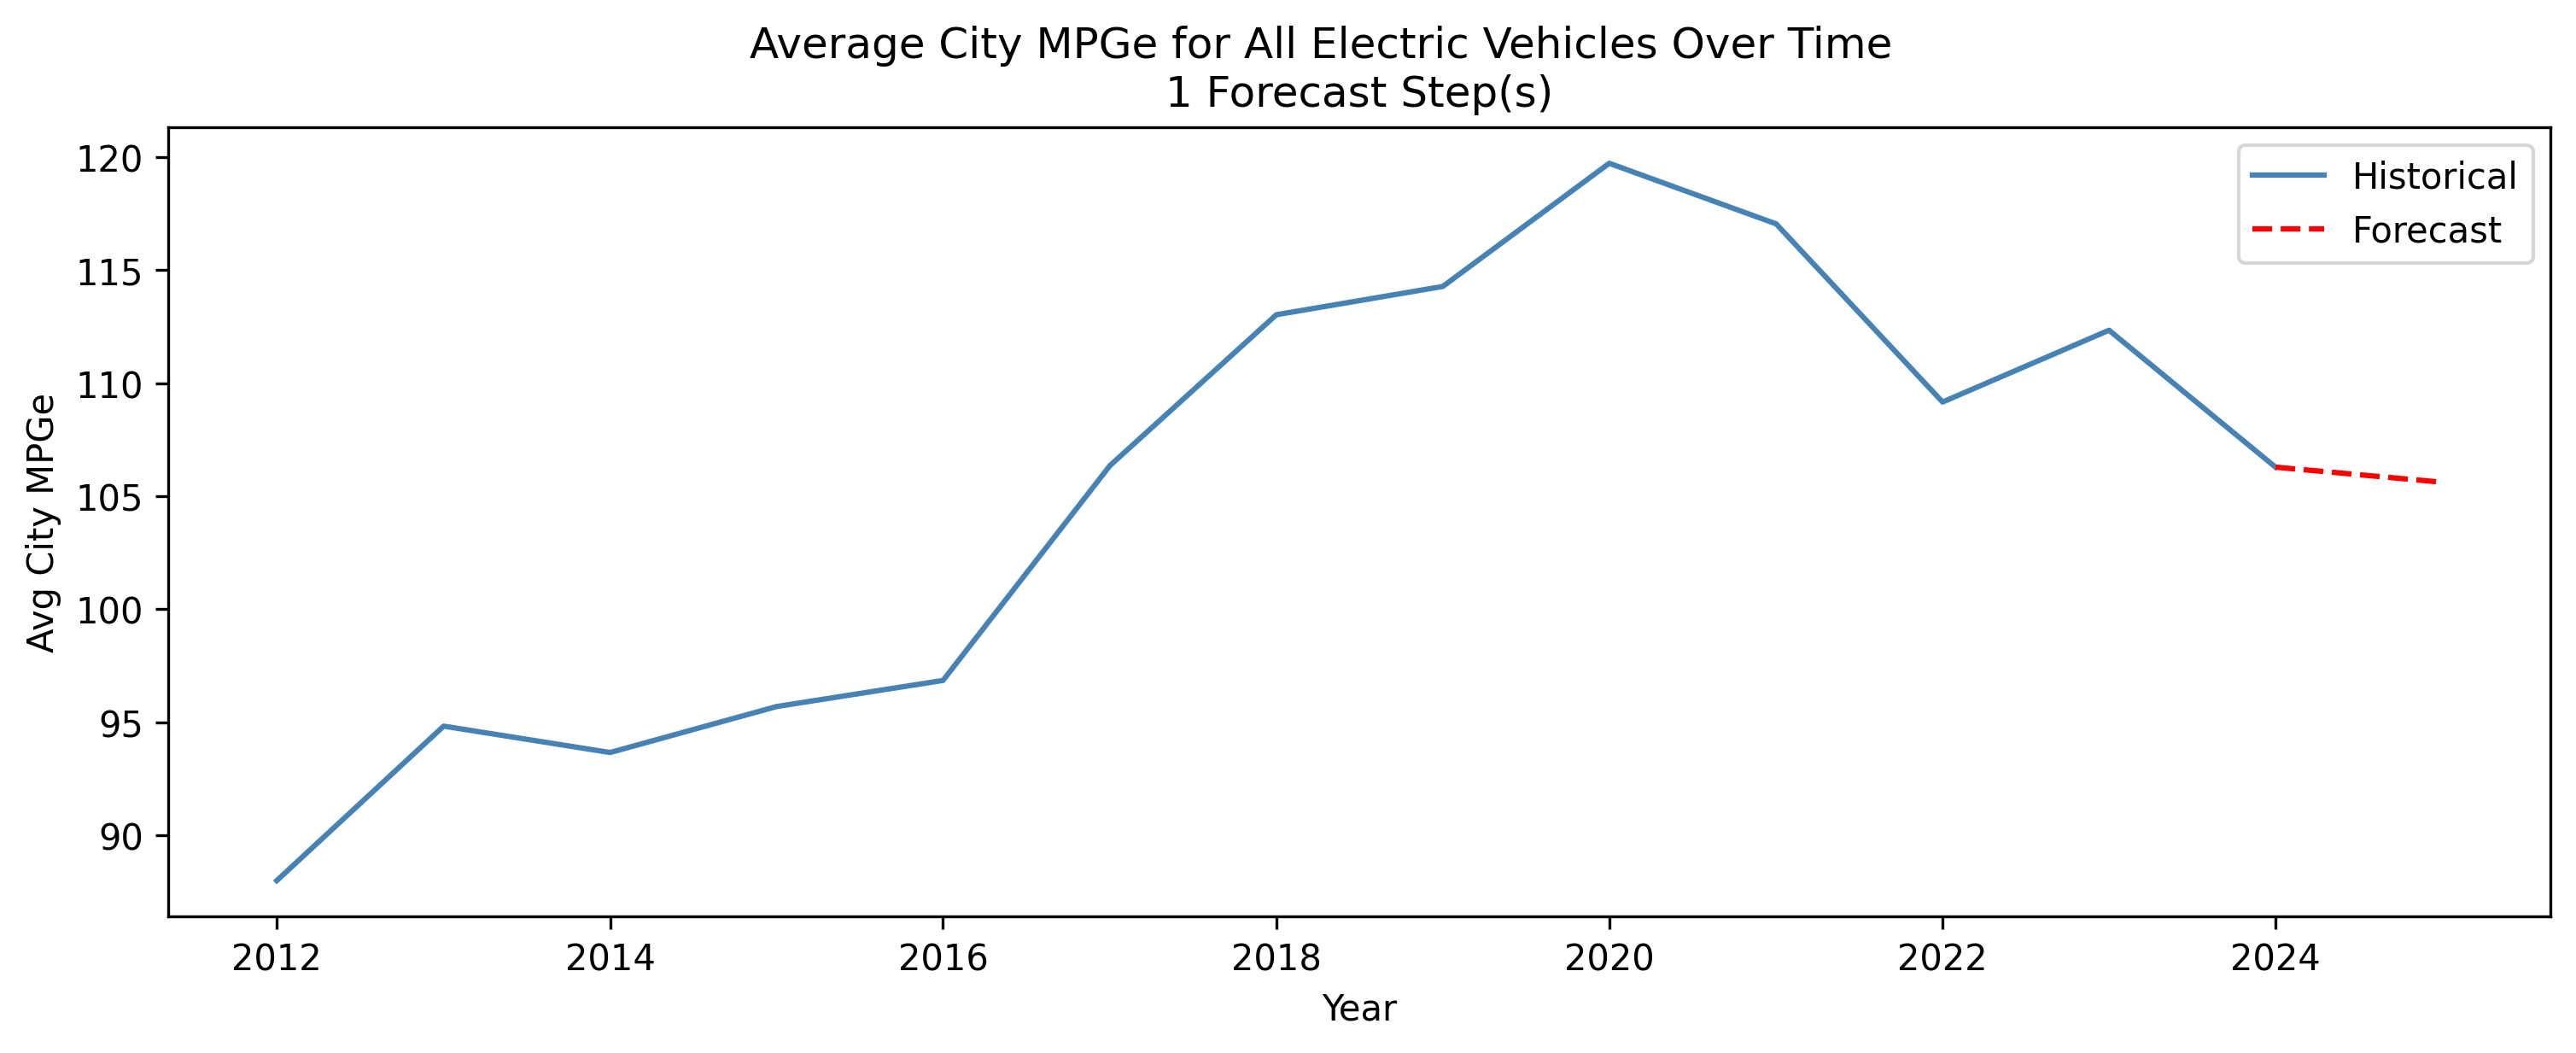 Average City MPGe for All Electric Vehicles Over Time
1 Forecast Step(s)
Historical
Forecast
Avg City MPGe
120
115
110
105
100
95
90
2012
2014
2016
2018
2020
2022
2024
Year